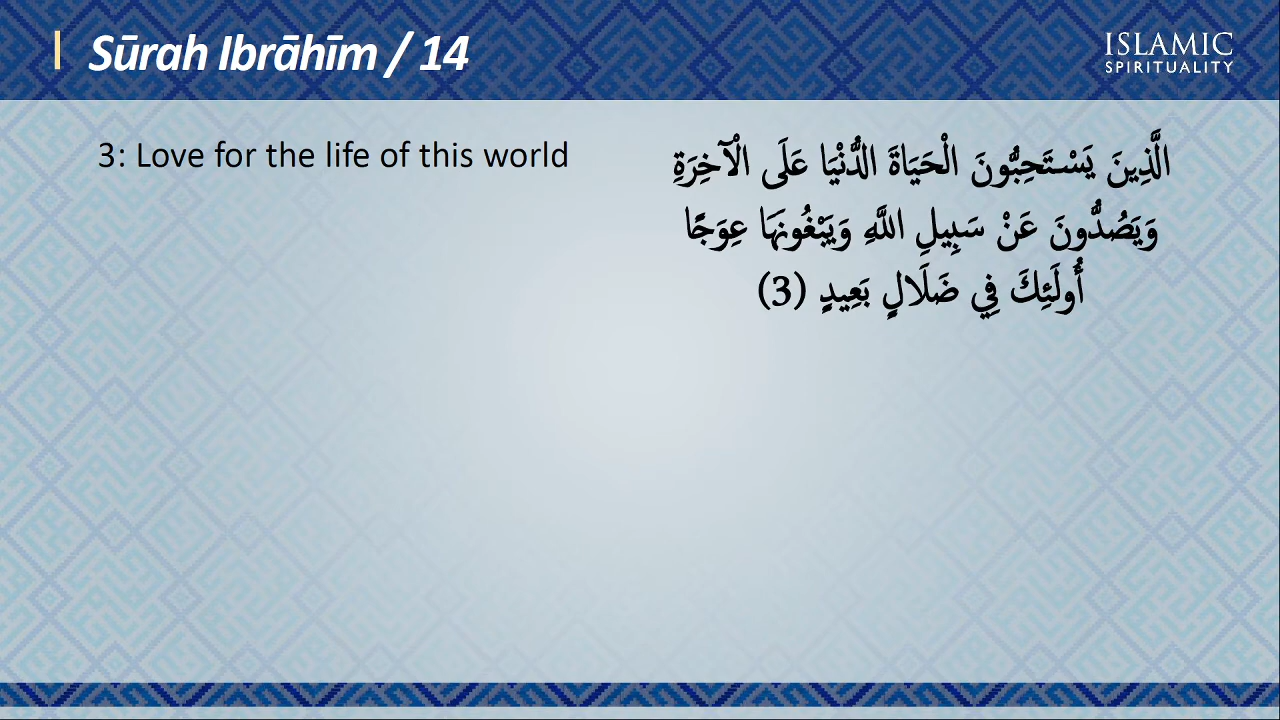 Sūrah Ibrāhīm / 14
ISLAMIC
SPIRITUALITY
3: Love for the life of this world
الَّذِينَ يَسْتَحِبُّونَ الْحَيَاةَ الدُّنْيَا عَلَى الْآخِرَةِ
وَيَصُدُّونَ عَنْ سَبِيلِ اللَّهِ وَيَبْغُونَهَا عِوَجًا
أُولَئِكَ فِي ضَلَالٍ بَعِيدٍ (3)